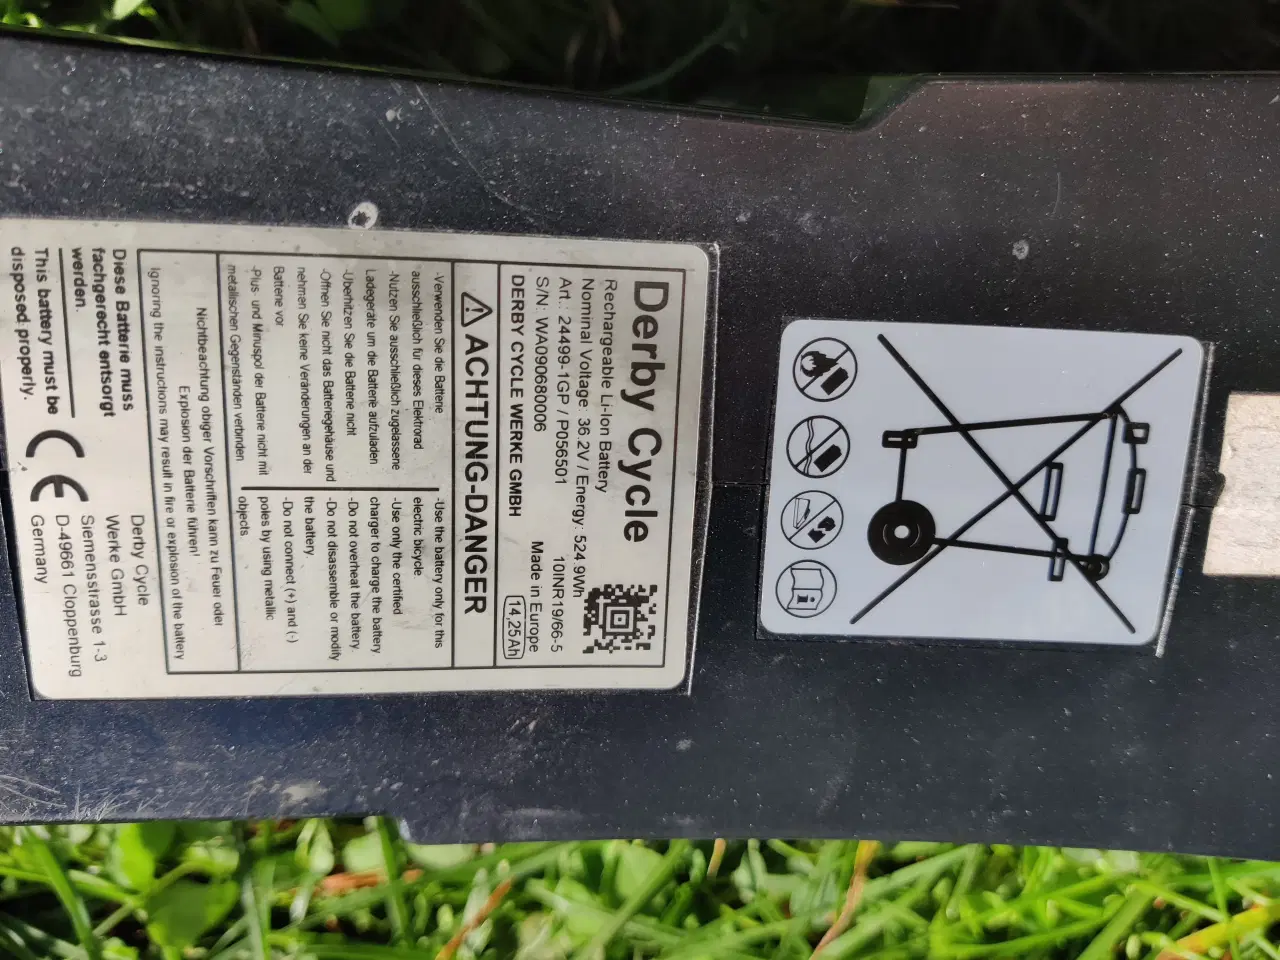 Derby Cycle
Rechargeable Li-Ion Battery
Nominal Voltage: 36.2V / Energy: 524.9Wh
Art.: 24499-1GP / P056501
10INR19/66-5
S/N: WA090680006
Made in Europe
DERBY CYCLE WERKE GMBH
14,25Ah
ACHTUNG-DANGER
-Verwenden Sie die Batterie
ausschließlich für dieses Elektrorad
-Nutzen Sie ausschließlich zugelassene
Ladegeräte um die Batterie aufzuladen
-Überhitzen Sie die Batterie nicht
-Öffnen Sie nicht das Batteriegehäuse und
nehmen Sie keine Veränderungen an der
Batterie vor
-Plus- und Minuspol der Batterie nicht mit
metallischen Gegenständen verbinden
-Use the battery only for this
electric bicycle
-Use only the certified
charger to charge the battery
-Do not overheat the battery.
-Do not disassemble or modify
the battery.
-Do not connect (+) and (-)
poles by using metallic
objects
Nichtbeachtung obiger Vorschriften kann zu Feuer oder
Explosion der Batterie führen!
Ignoring the instructions may result in fire or explosion of the battery
Diese Batterie muss
fachgerecht entsorgt
werden.
This battery must be
disposed properly.
CE
Derby Cycle
Werke GmbH
Siemensstrasse 1-3
D-49661 Cloppenburg
Germany